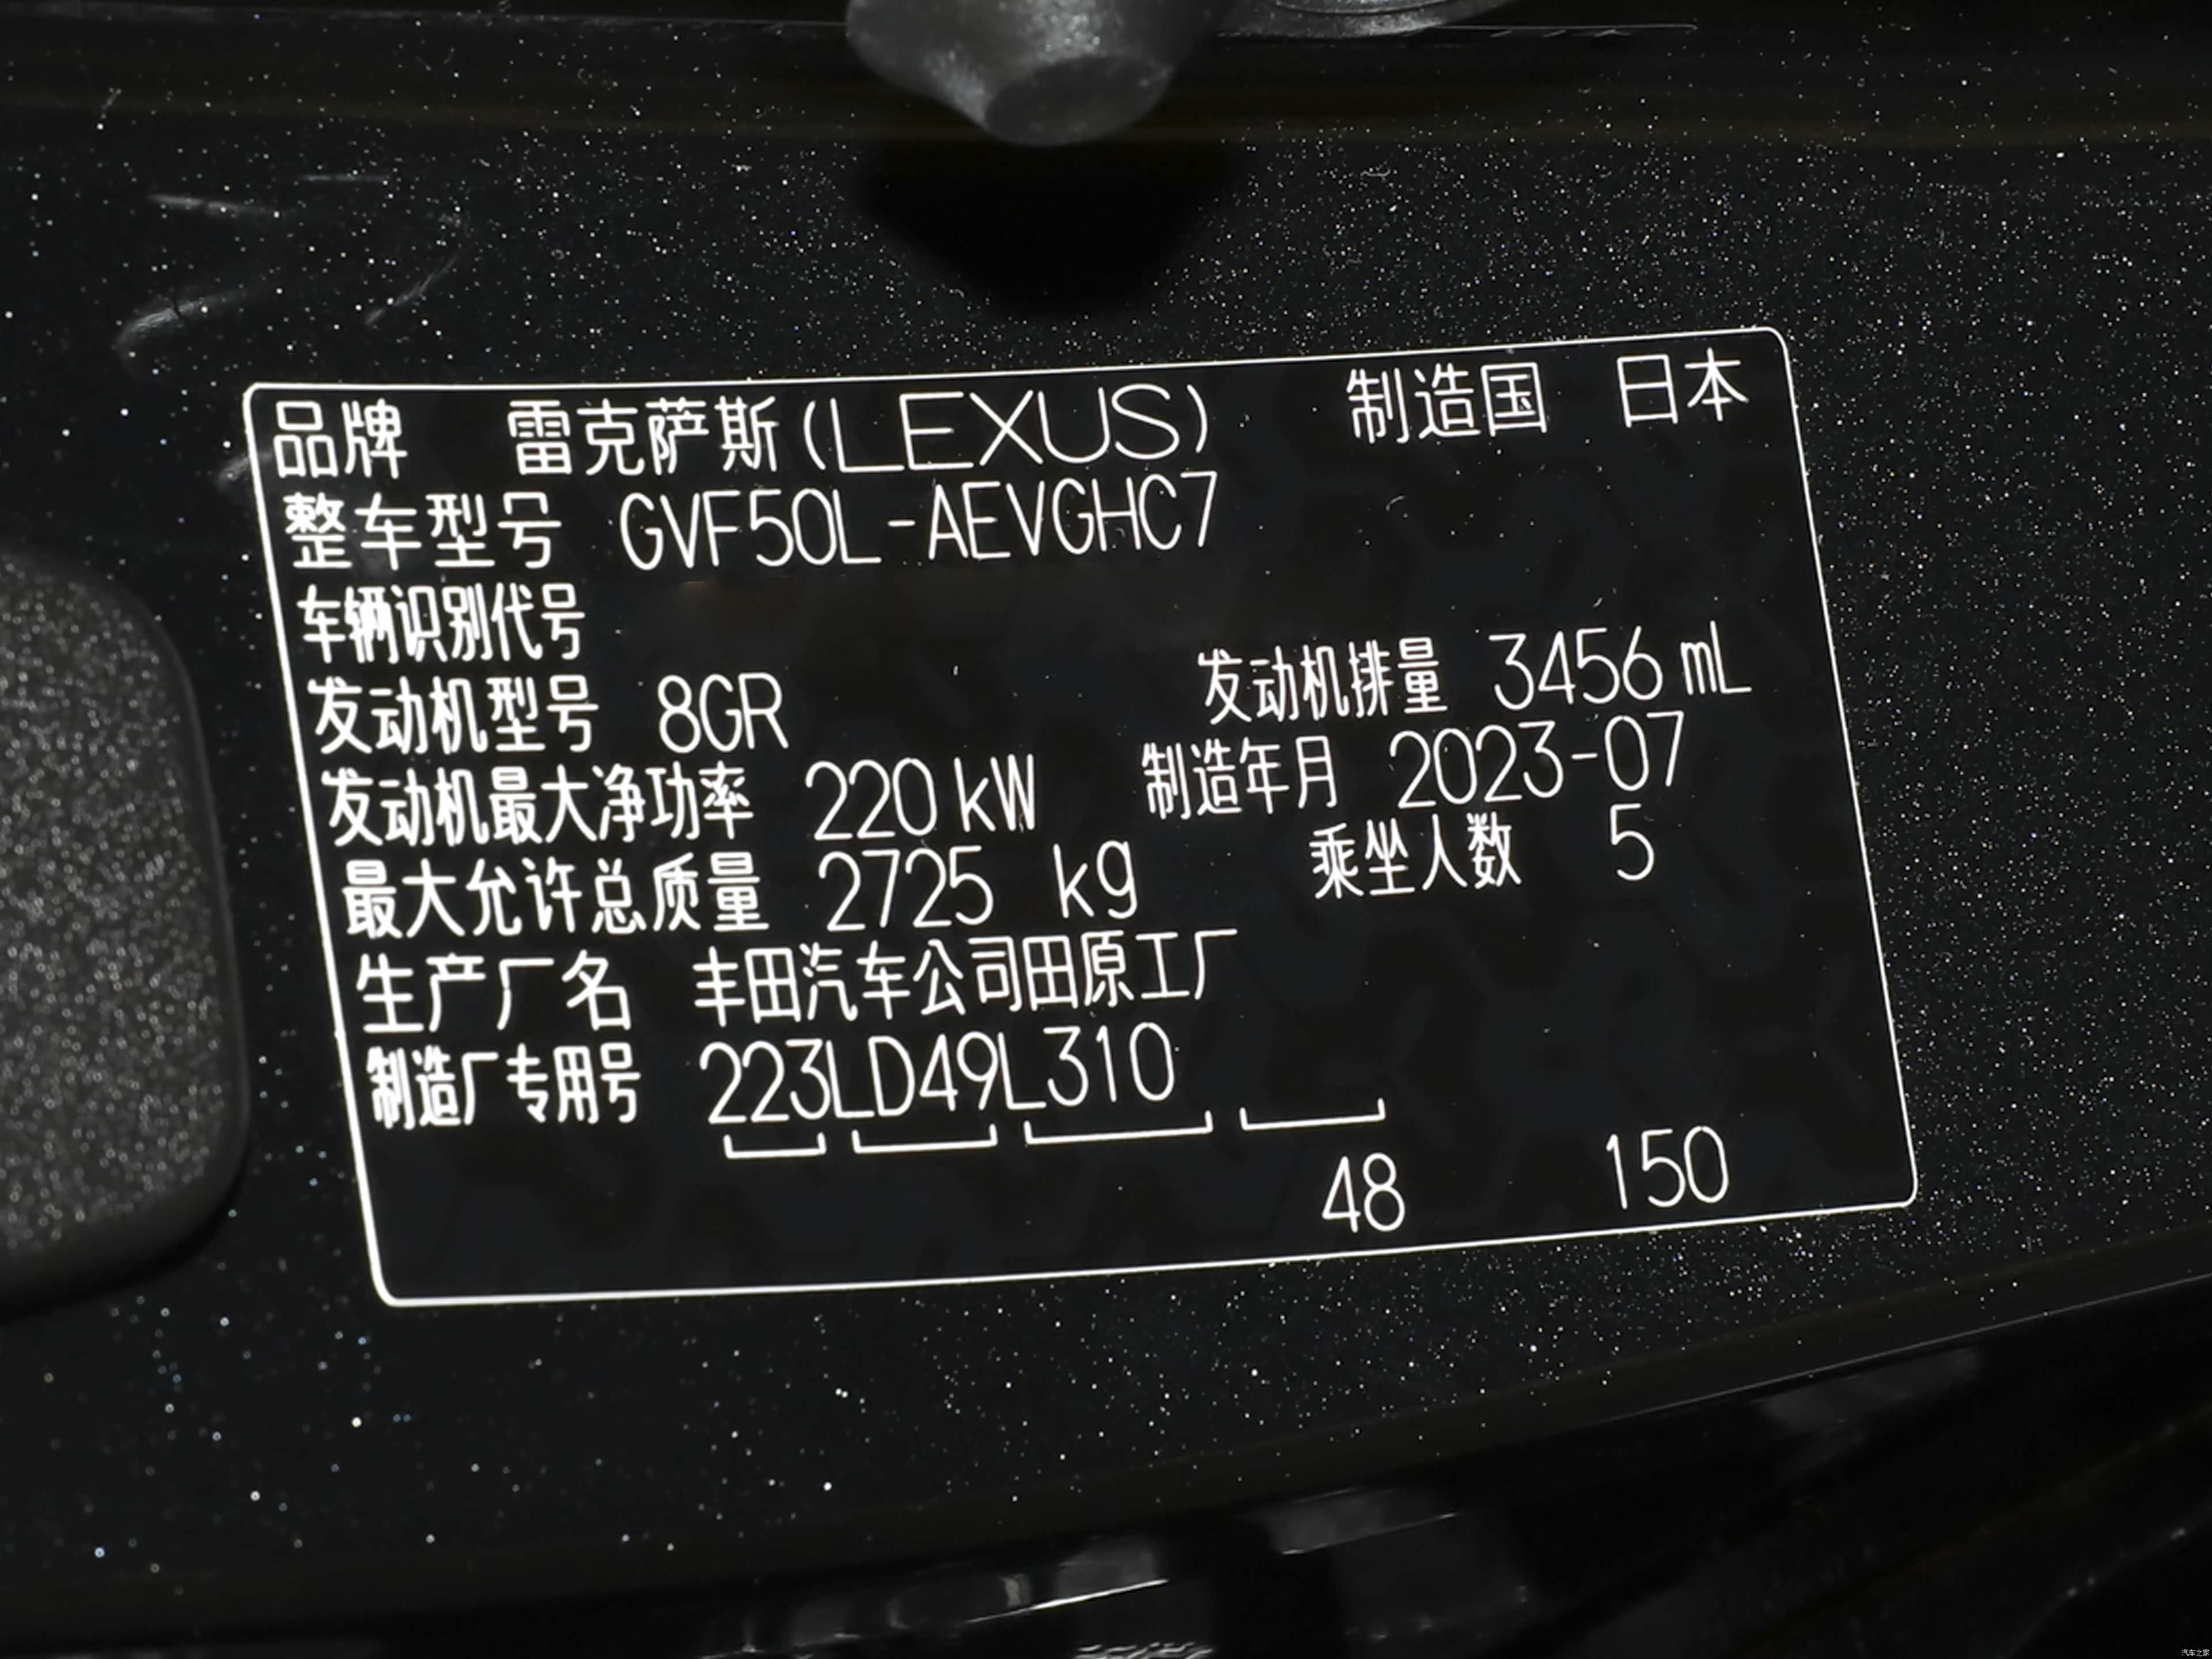 品牌 雷克萨斯(LEXUS) 制造国 日本
整车型号 GVF50L-AEVGHC7
车辆识别代号
发动机型号 8GR 发动机排量 3456 mL
发动机最大净功率 220 kW 制造年月 2023-07
最大允许总质量 2725 kg 乘坐人数 5
生产厂名 丰田汽车公司田原工厂
制造厂专用号 223LD49L310
48 150
汽车之家